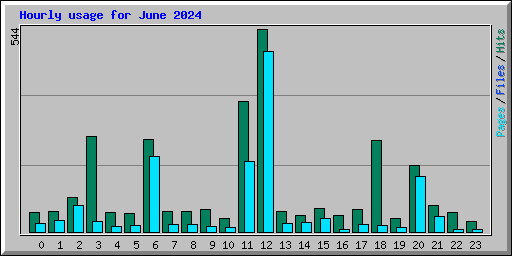 Hourly usage for June 2024
544
Pages/Files/Hits
0 1 2 3 4 5 6 7 8 9 10 11 12 13 14 15 16 17 18 19 20 21 22 23